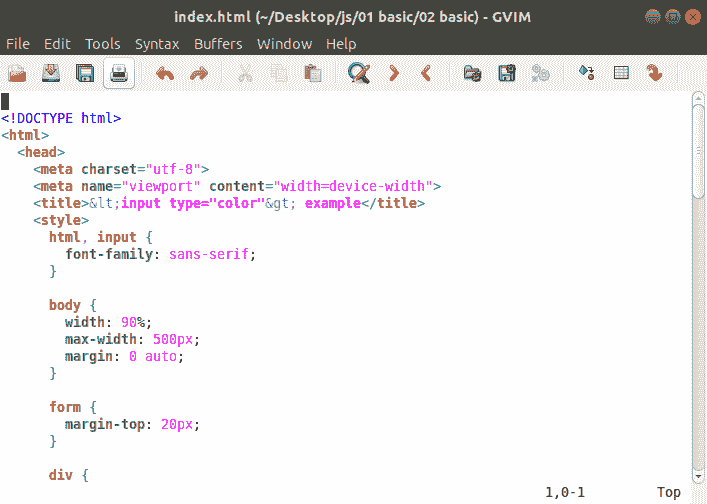 index.html (~/Desktop/js/01 basic/02 basic) - GVIM
File Edit Tools Syntax Buffers Window Help
<!DOCTYPE html>
<html>
  <head>
    <meta charset="utf-8">
    <meta name="viewport" content="width=device-width">
    <title>&lt;input type="color"&gt; example</title>
    <style>
      html, input {
        font-family: sans-serif;
      }

      body {
        width: 90%;
        max-width: 500px;
        margin: 0 auto;
      }

      form {
        margin-top: 20px;
      }

      div {
1,0-1 Top